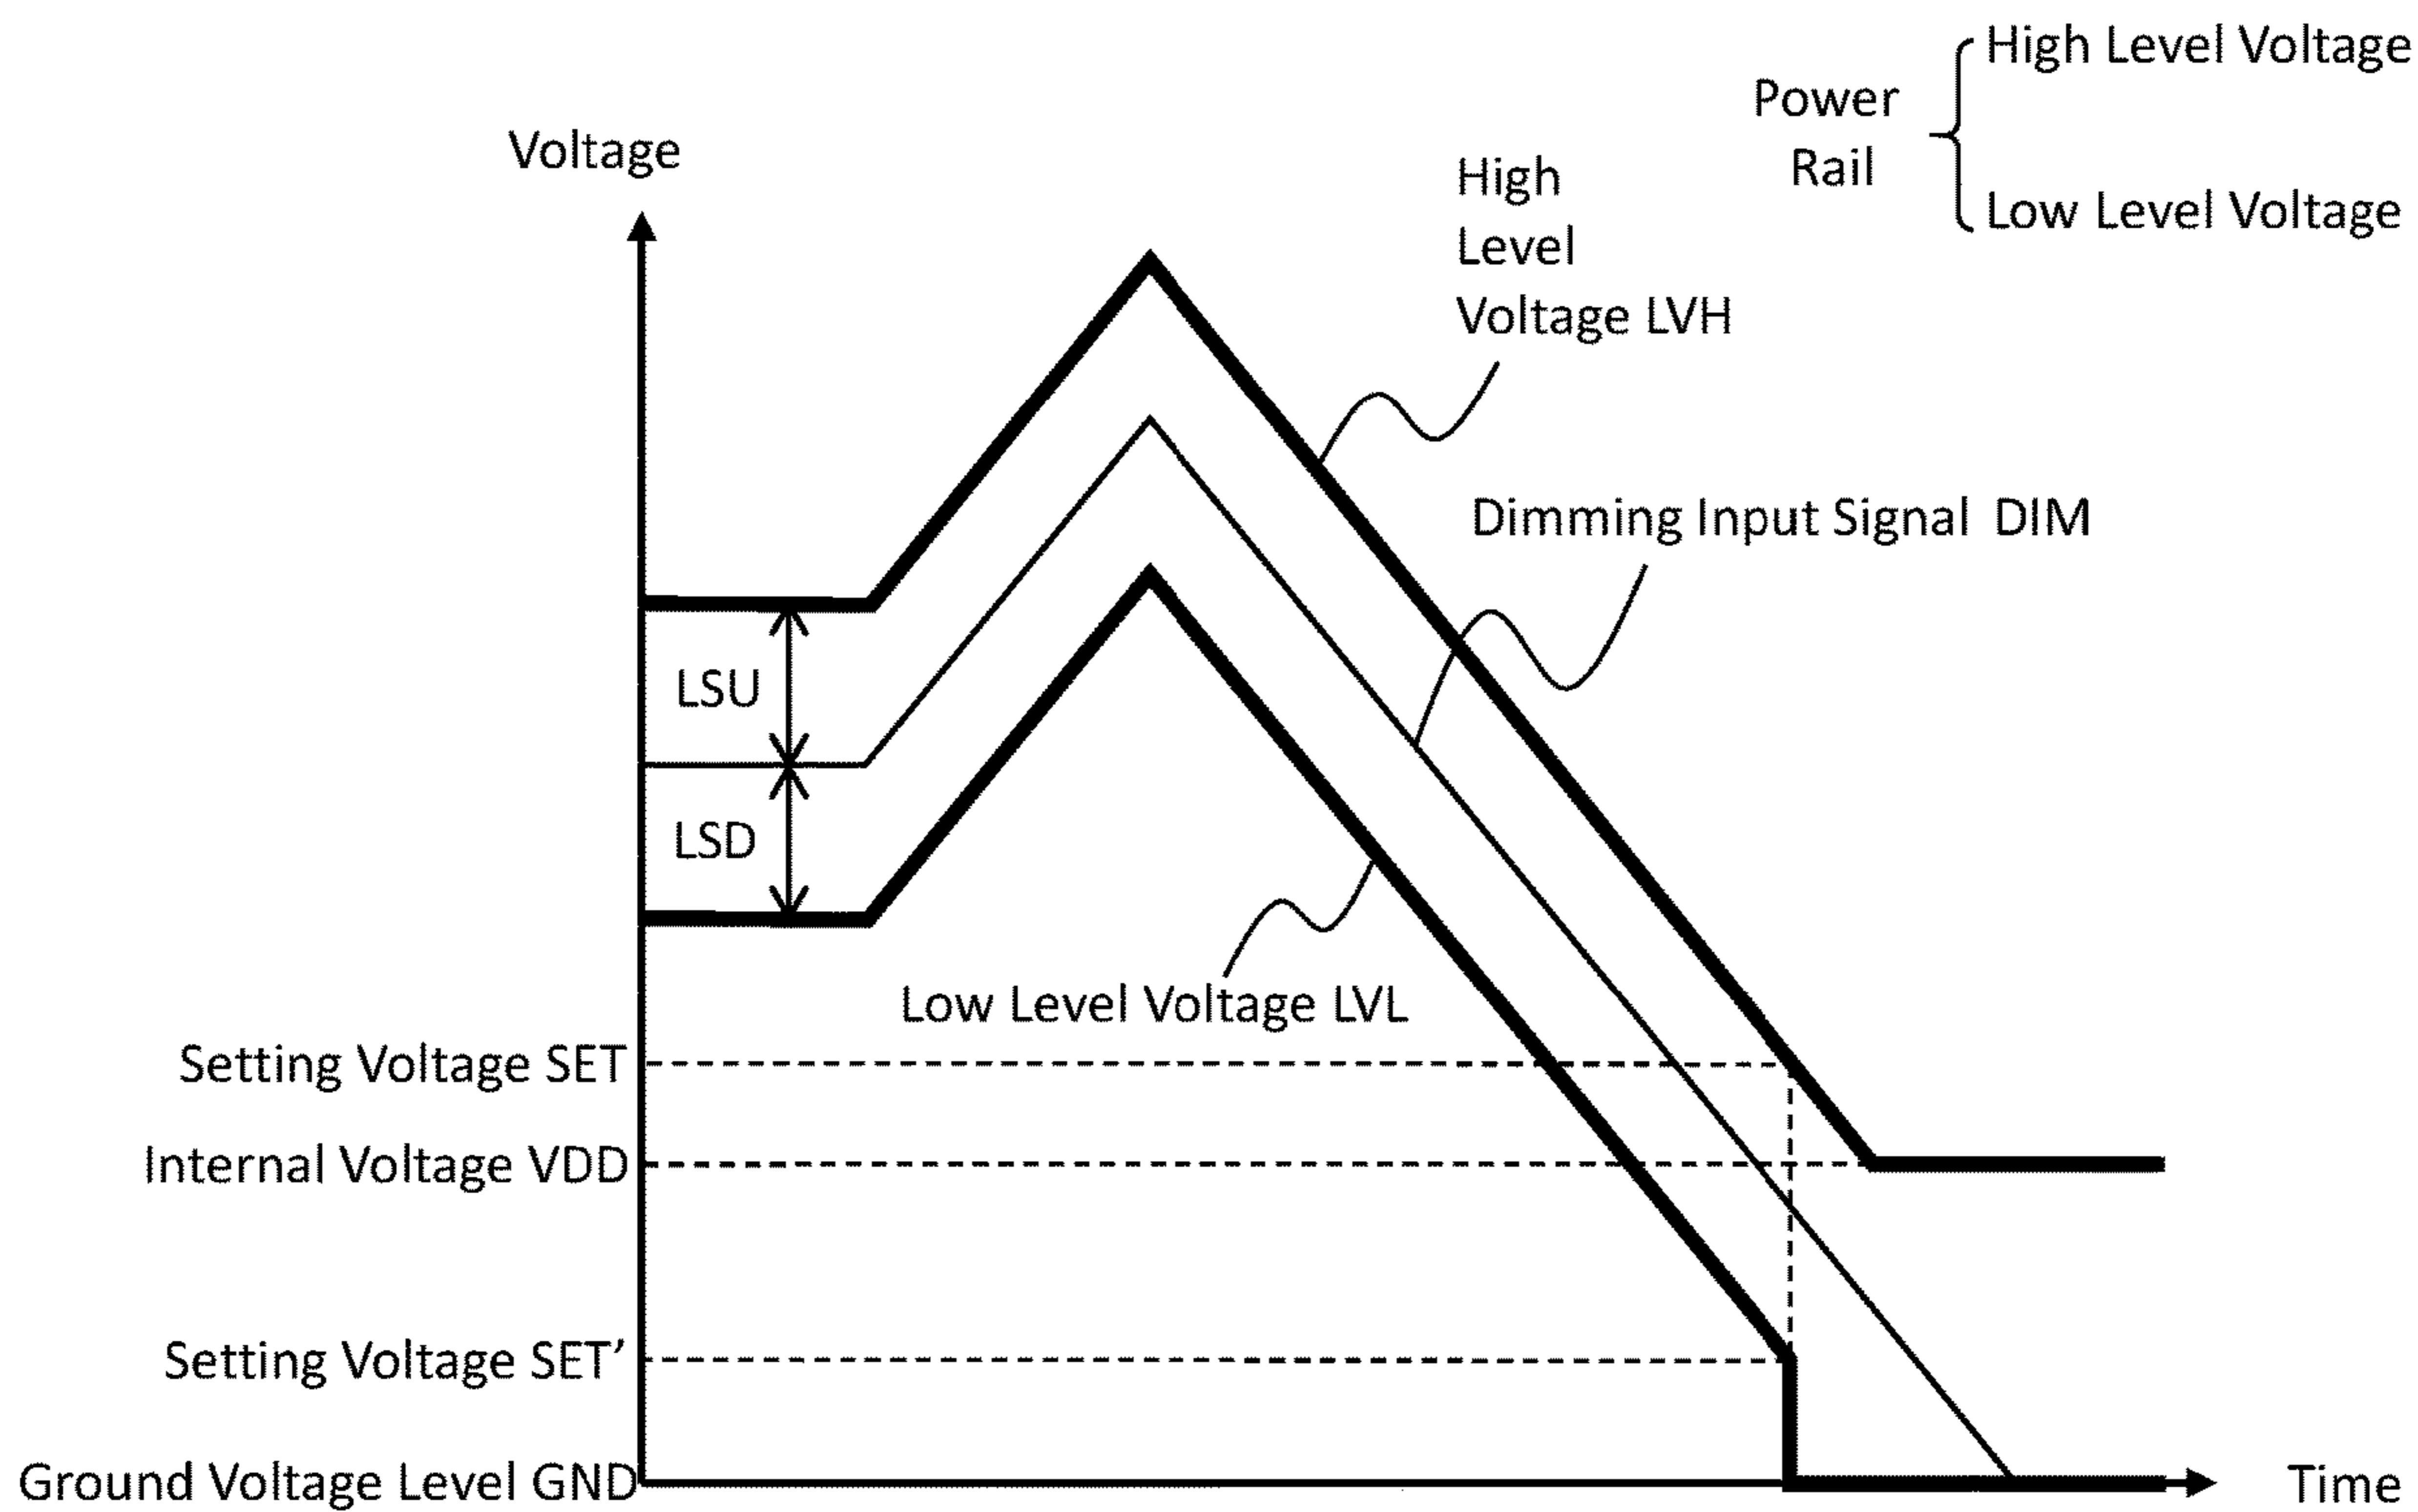 High Level Voltage
Power
Rail
Low Level Voltage
Voltage
High
Level
Voltage LVH
Dimming Input Signal DIM
LSU
LSD
Low Level Voltage LVL
Setting Voltage SET
Internal Voltage VDD
Setting Voltage SET’
Ground Voltage Level GND
Time